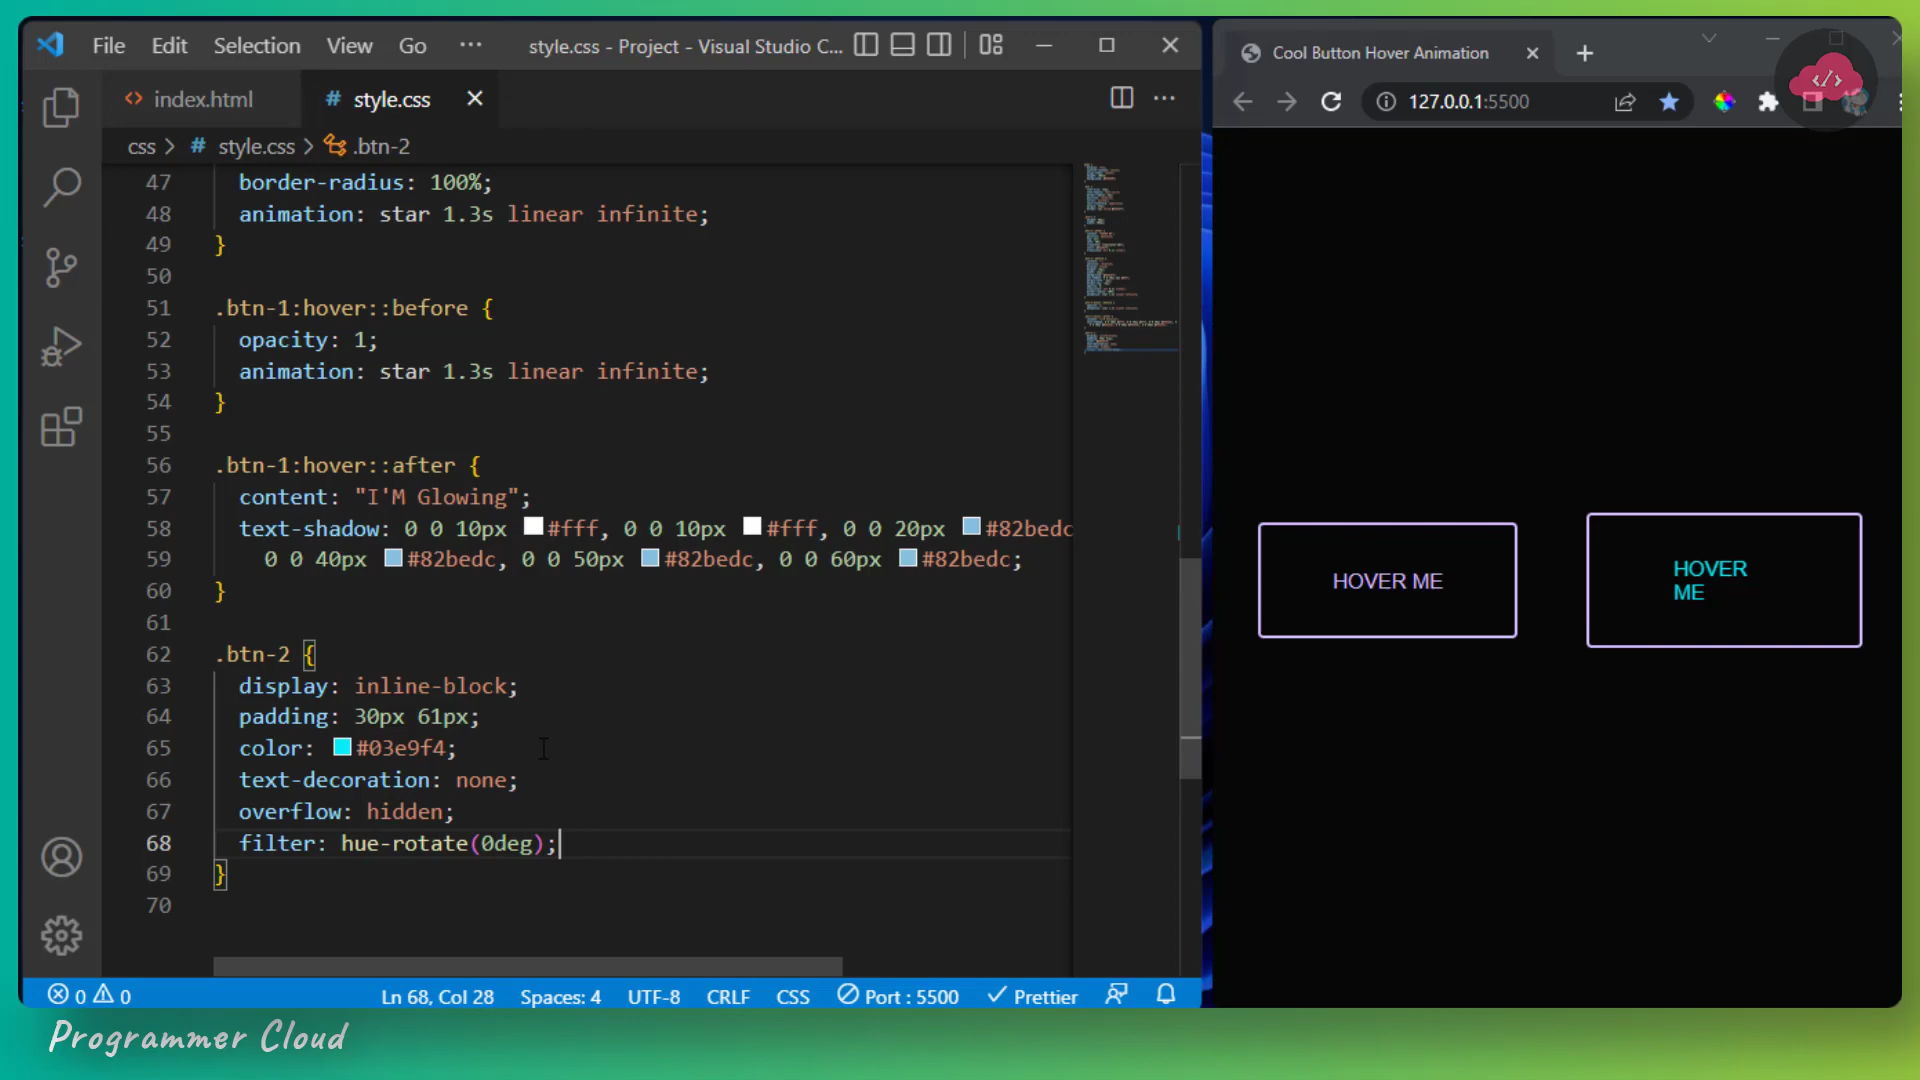 File Edit Selection View Go ··· style.css - Project - Visual Studio C...
index.html
# style.css
css > # style.css > .btn-2
47 border-radius: 100%;
48 animation: star 1.3s linear infinite;
49 }
50
51 .btn-1:hover::before {
52 opacity: 1;
53 animation: star 1.3s linear infinite;
54 }
55
56 .btn-1:hover::after {
57 content: "I'M Glowing";
58 text-shadow: 0 0 10px #fff, 0 0 10px #fff, 0 0 20px #82bedc
59 0 0 40px #82bedc, 0 0 50px #82bedc, 0 0 60px #82bedc;
60 }
61
62 .btn-2 {
63 display: inline-block;
64 padding: 30px 61px;
65 color: #03e9f4;
66 text-decoration: none;
67 overflow: hidden;
68 filter: hue-rotate(0deg);
69 }
70
0 0 Ln 68, Col 28 Spaces: 4 UTF-8 CRLF CSS Port : 5500 Prettier
Cool Button Hover Animation
127.0.0.1:5500
</>
HOVER ME
HOVER
ME
Programmer Cloud